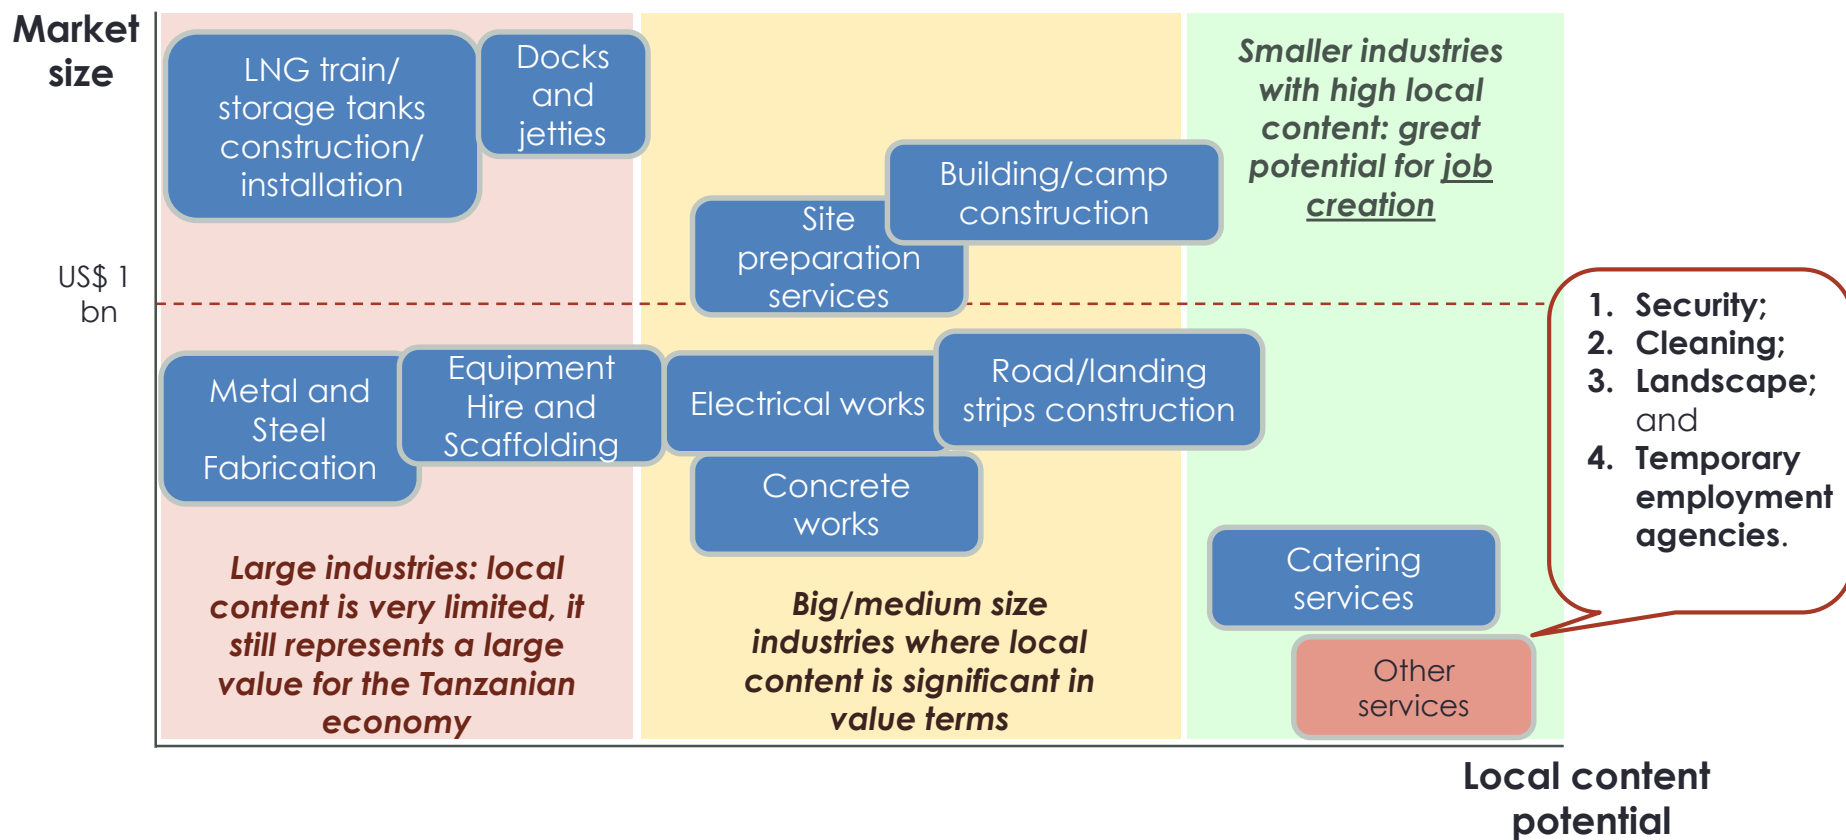 Market
size
LNG train/
storage tanks
construction/
installation
Docks
and
jetties
Smaller industries
with high local
content: great
potential for job
creation
Building/camp
construction
Site
preparation
services
US$ 1
bn
1. Security;
2. Cleaning;
3. Landscape;
and
4. Temporary
employment
agencies.
Metal and
Steel
Fabrication
Equipment
Hire and
Scaffolding
Electrical works
Road/landing
strips construction
Concrete
works
Catering
services
Other
services
Large industries: local
content is very limited, it
still represents a large
value for the Tanzanian
economy
Big/medium size
industries where local
content is significant in
value terms
Local content
potential